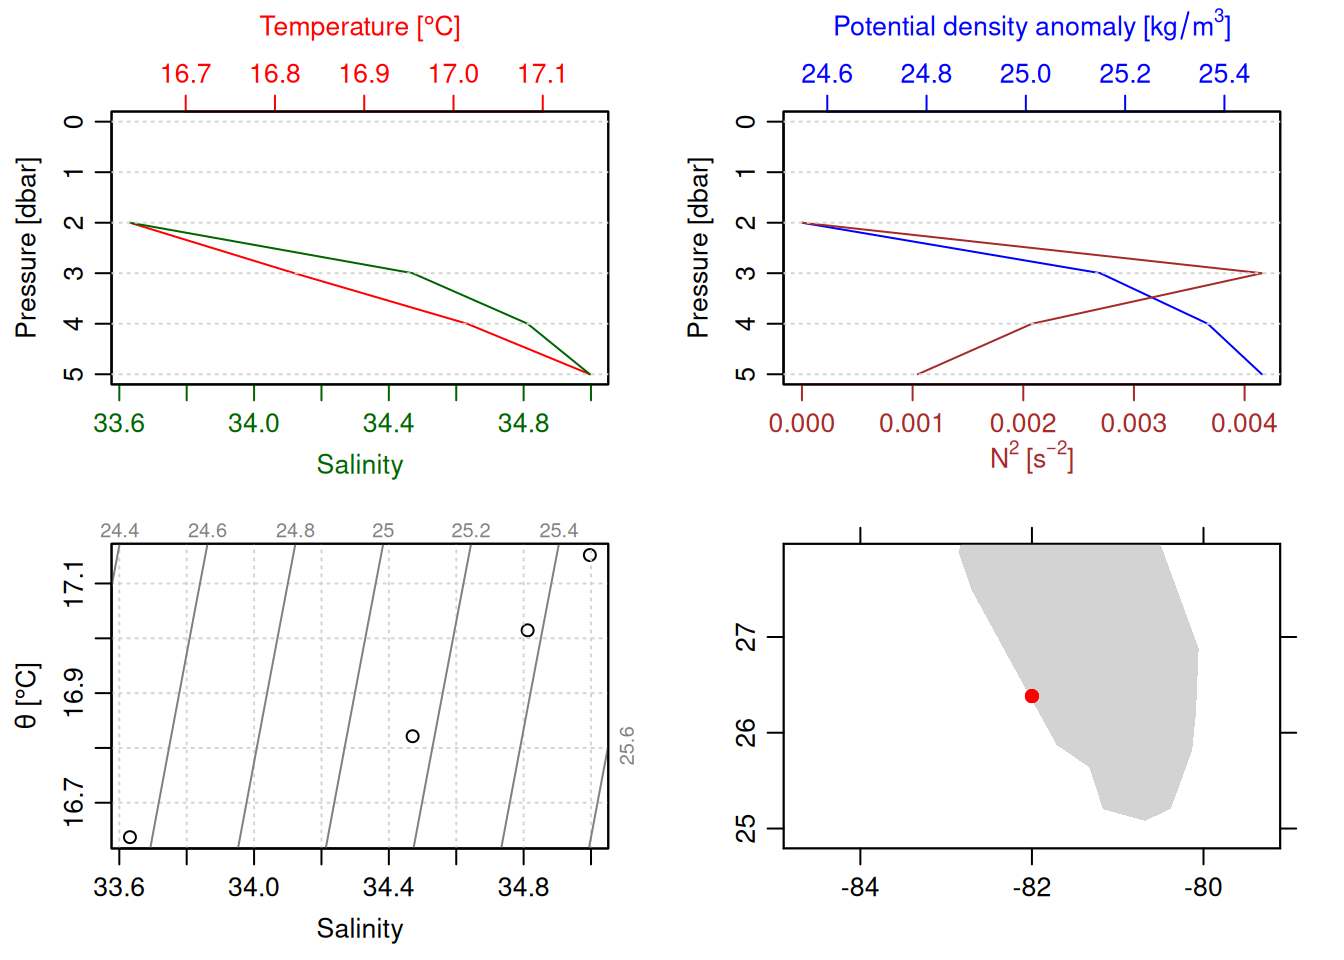 Temperature [°C]
16.7 16.8 16.9 17.0 17.1
Pressure [dbar]
0
1
2
3
4
5
33.6 34.0 34.4 34.8
Salinity
Potential density anomaly [kg/m³]
24.6 24.8 25.0 25.2 25.4
Pressure [dbar]
0
1
2
3
4
5
0.000 0.001 0.002 0.003 0.004
N² [s⁻²]
24.4 24.6 24.8 25 25.2 25.4
25.6
θ [°C]
17.1
16.9
16.7
33.6 34.0 34.4 34.8
Salinity
27
26
25
-84 -82 -80